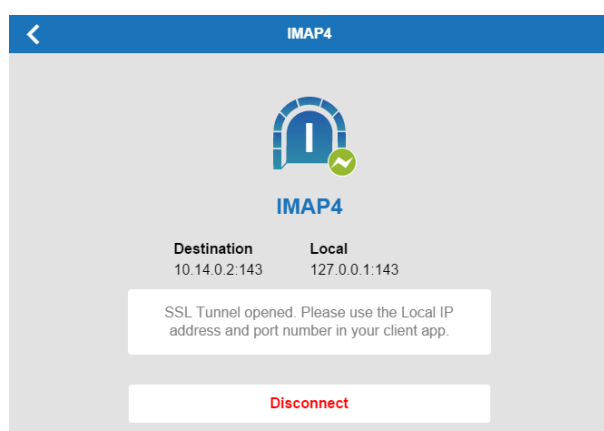 IMAP4
I
IMAP4
Destination Local
10.14.0.2:143 127.0.0.1:143
SSL Tunnel opened. Please use the Local IP
address and port number in your client app.
Disconnect